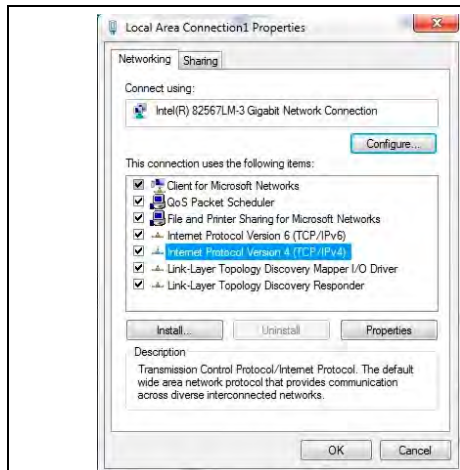 Local Area Connection1 Properties
Networking Sharing
Connect using:
Intel(R) 82567LM-3 Gigabit Network Connection
Configure...
This connection uses the following items:
Client for Microsoft Networks
QoS Packet Scheduler
File and Printer Sharing for Microsoft Networks
Internet Protocol Version 6 (TCP/IPv6)
Internet Protocol Version 4 (TCP/IPv4)
Link-Layer Topology Discovery Mapper I/O Driver
Link-Layer Topology Discovery Responder
Install... Uninstall Properties
Description
Transmission Control Protocol/Internet Protocol. The default
wide area network protocol that provides communication
across diverse interconnected networks.
OK Cancel